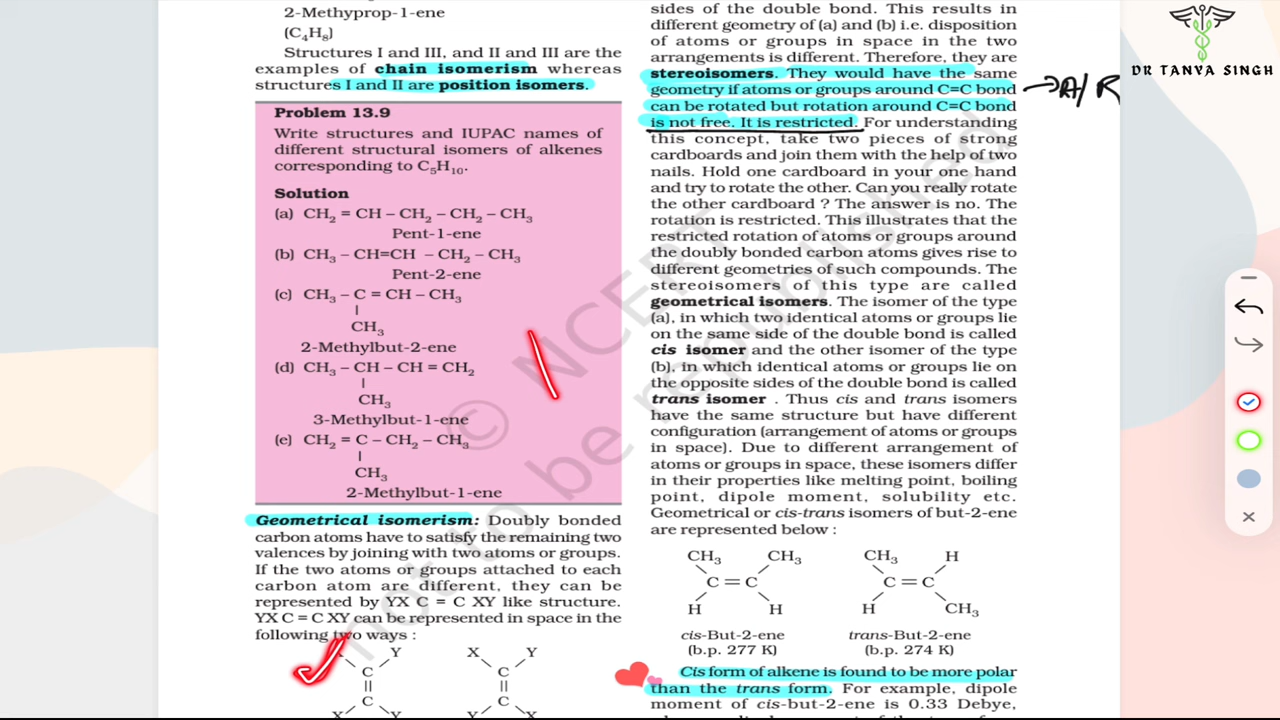 2-Methyprop-1-ene
(C₄H₈)
Structures I and III, and II and III are the
examples of chain isomerism whereas
structures I and II are position isomers.
Problem 13.9
Write structures and IUPAC names of
different structural isomers of alkenes
corresponding to C₅H₁₀.
Solution
(a) CH₂ = CH – CH₂ – CH₂ – CH₃
Pent-1-ene
(b) CH₃ – CH=CH – CH₂ – CH₃
Pent-2-ene
(c) CH₃ – C = CH – CH₃
|
CH₃
2-Methylbut-2-ene
(d) CH₃ – CH – CH = CH₂
|
CH₃
3-Methylbut-1-ene
(e) CH₂ = C – CH₂ – CH₃
|
CH₃
2-Methylbut-1-ene
Geometrical isomerism: Doubly bonded
carbon atoms have to satisfy the remaining two
valences by joining with two atoms or groups.
If the two atoms or groups attached to each
carbon atom are different, they can be
represented by YX C = C XY like structure.
YX C = C XY can be represented in space in the
following two ways :
Y X Y
C C
|| ||
C C
X Y X Y
sides of the double bond. This results in
different geometry of (a) and (b) i.e. disposition
of atoms or groups in space in the two
arrangements is different. Therefore, they are
stereoisomers. They would have the same
geometry if atoms or groups around C=C bond
can be rotated but rotation around C=C bond
is not free. It is restricted. For understanding
this concept, take two pieces of strong
cardboards and join them with the help of two
nails. Hold one cardboard in your one hand
and try to rotate the other. Can you really rotate
the other cardboard ? The answer is no. The
rotation is restricted. This illustrates that the
restricted rotation of atoms or groups around
the doubly bonded carbon atoms gives rise to
different geometries of such compounds. The
stereoisomers of this type are called
geometrical isomers. The isomer of the type
(a), in which two identical atoms or groups lie
on the same side of the double bond is called
cis isomer and the other isomer of the type
(b), in which identical atoms or groups lie on
the opposite sides of the double bond is called
trans isomer . Thus cis and trans isomers
have the same structure but have different
configuration (arrangement of atoms or groups
in space). Due to different arrangement of
atoms or groups in space, these isomers differ
in their properties like melting point, boiling
point, dipole moment, solubility etc.
Geometrical or cis-trans isomers of but-2-ene
are represented below :
CH₃ CH₃ CH₃ H
C = C C = C
H H H CH₃
cis-But-2-ene trans-But-2-ene
(b.p. 277 K) (b.p. 274 K)
Cis form of alkene is found to be more polar
than the trans form. For example, dipole
moment of cis-but-2-ene is 0.33 Debye,
→ A/R
DR TANYA SINGH
© NCERT
not to be republished